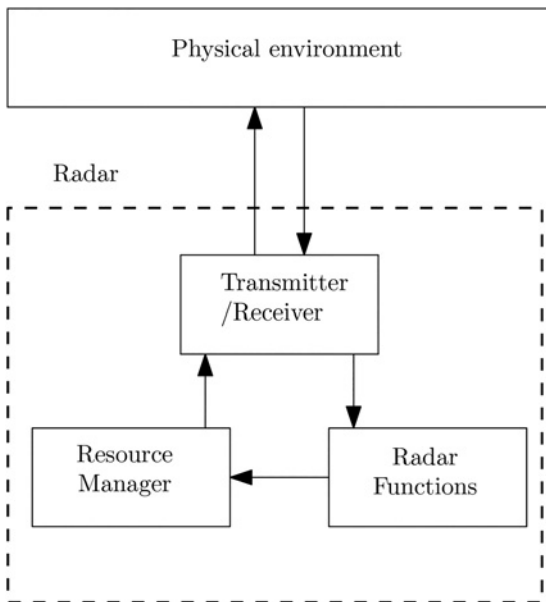 Physical environment
Radar
Transmitter
/Receiver
Resource
Manager
Radar
Functions